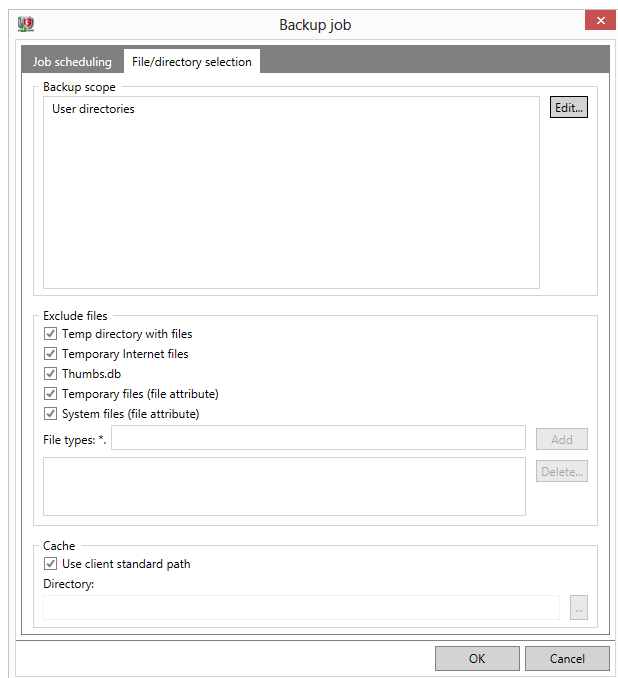 Backup job
Job scheduling File/directory selection
Backup scope
User directories
Edit...
Exclude files
Temp directory with files
Temporary Internet files
Thumbs.db
Temporary files (file attribute)
System files (file attribute)
File types: *.
Add
Delete...
Cache
Use client standard path
Directory:
...
OK Cancel